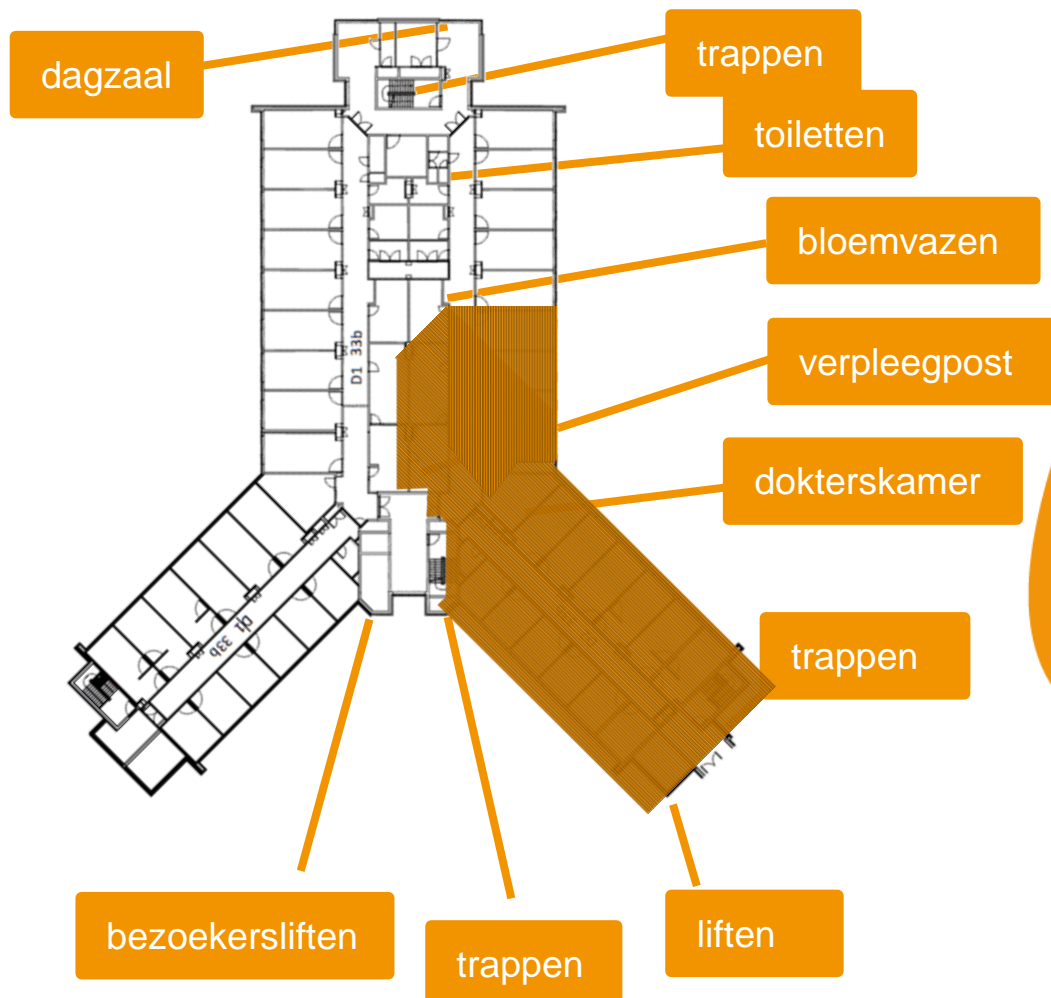 dagzaal
trappen
toiletten
bloemvazen
verpleegpost
dokterskamer
trappen
liften
trappen
bezoekersliften
D1 33b
D1 33b